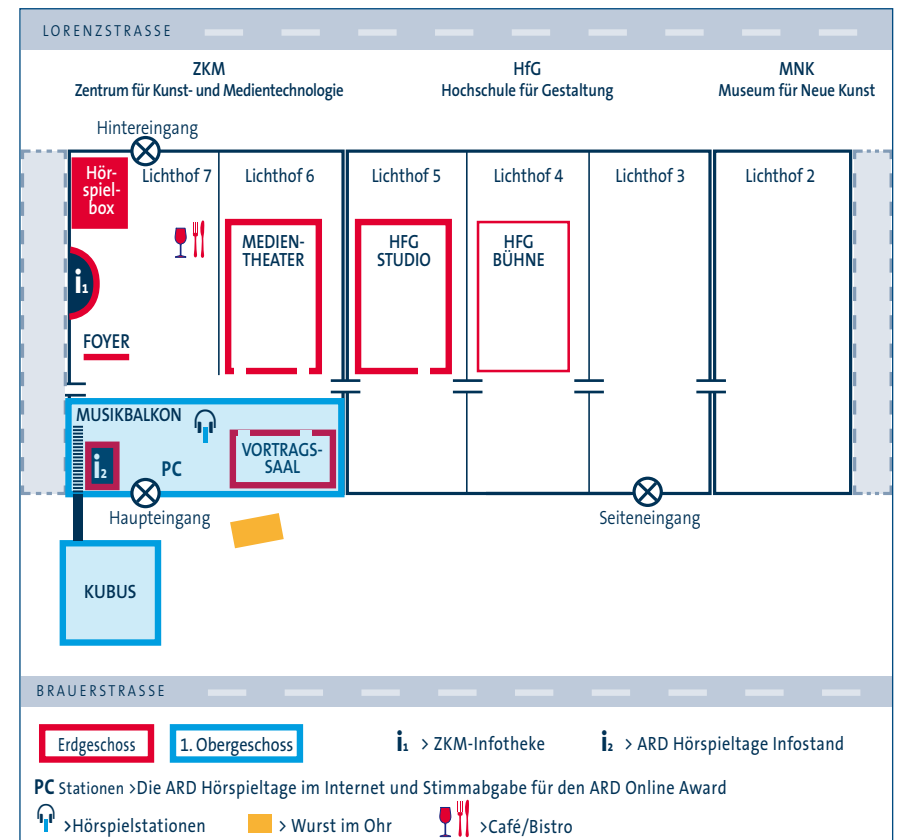 LORENZSTRASSE
ZKM
Zentrum für Kunst- und Medientechnologie
HfG
Hochschule für Gestaltung
MNK
Museum für Neue Kunst
Hintereingang
Hör-
spiel-
box
Lichthof 7
Lichthof 6
Lichthof 5
Lichthof 4
Lichthof 3
Lichthof 2
MEDIEN-
THEATER
HFG
STUDIO
HFG
BÜHNE
i1
FOYER
MUSIKBALKON
i2
PC
VORTRAGS-
SAAL
Haupteingang
Seiteneingang
KUBUS
BRAUERSTRASSE
Erdgeschoss
1. Obergeschoss
i1 > ZKM-Infotheke
i2 > ARD Hörspieltage Infostand
PC Stationen >Die ARD Hörspieltage im Internet und Stimmabgabe für den ARD Online Award
>Hörspielstationen
> Wurst im Ohr
>Café/Bistro